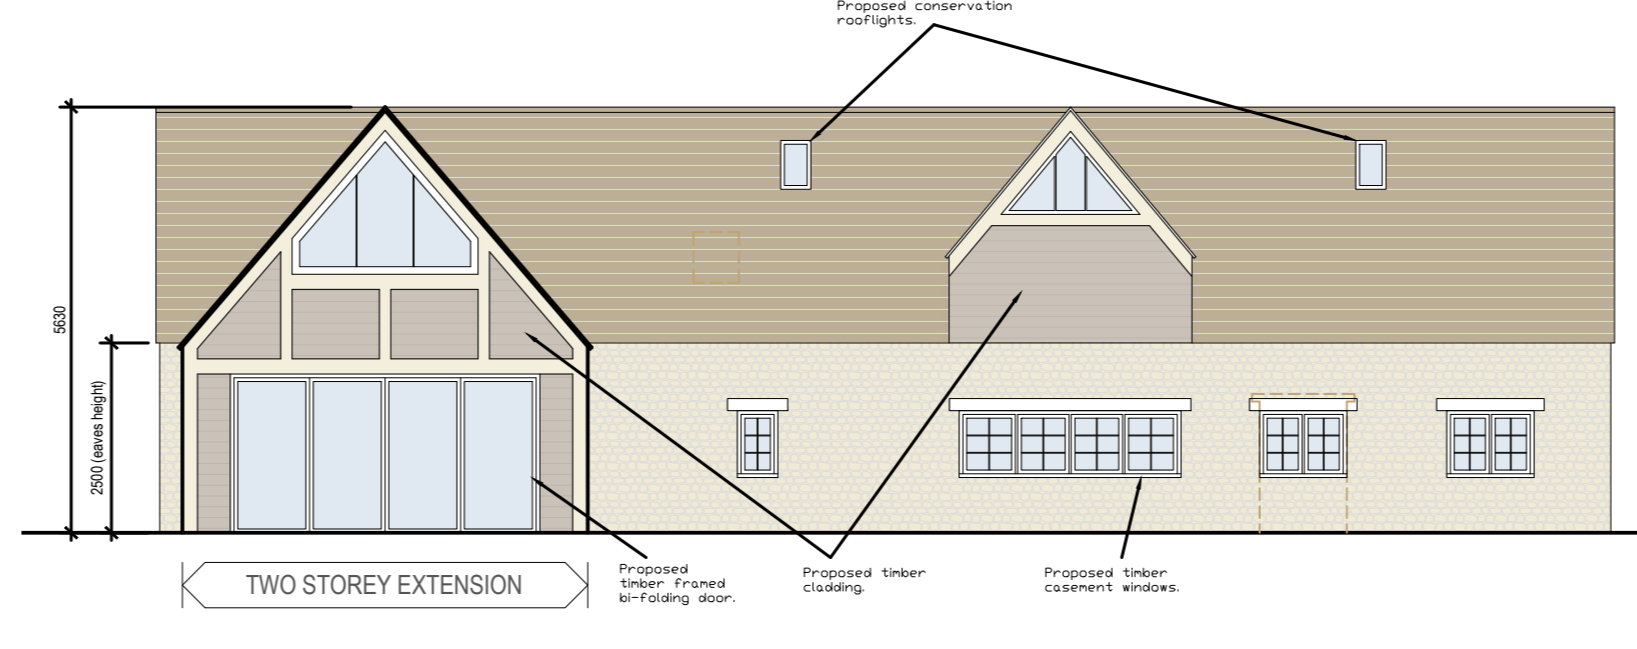 Proposed conservation
rooflights.
5630
2500 (eaves height)
TWO STOREY EXTENSION
Proposed
timber framed
bi-folding door.
Proposed timber
cladding.
Proposed timber
casement windows.